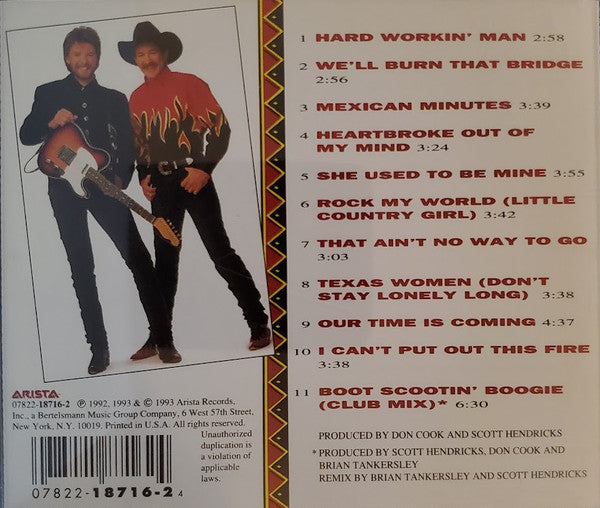 1 HARD WORKIN' MAN 2:58
2 WE'LL BURN THAT BRIDGE
2:56
3 MEXICAN MINUTES 3:39
4 HEARTBROKE OUT OF
MY MIND 3:24
5 SHE USED TO BE MINE 3:55
6 ROCK MY WORLD (LITTLE
COUNTRY GIRL) 3:42
7 THAT AIN'T NO WAY TO GO
3:03
8 TEXAS WOMEN (DON'T
STAY LONELY LONG) 3:38
9 OUR TIME IS COMING 4:37
10 I CAN'T PUT OUT THIS FIRE
3:38
11 BOOT SCOOTIN' BOOGIE
(CLUB MIX)* 6:30
PRODUCED BY DON COOK AND SCOTT HENDRICKS
* PRODUCED BY SCOTT HENDRICKS, DON COOK AND
BRIAN TANKERSLEY
REMIX BY BRIAN TANKERSLEY AND SCOTT HENDRICKS
ARISTA
07822-18716-2 ℗ 1992, 1993 & © 1993 Arista Records,
Inc., a Bertelsmann Music Group Company, 6 West 57th Street,
New York, N.Y. 10019. Printed in U.S.A. All rights reserved.
Unauthorized
duplication is
a violation of
applicable
laws.
07822-18716-2 4